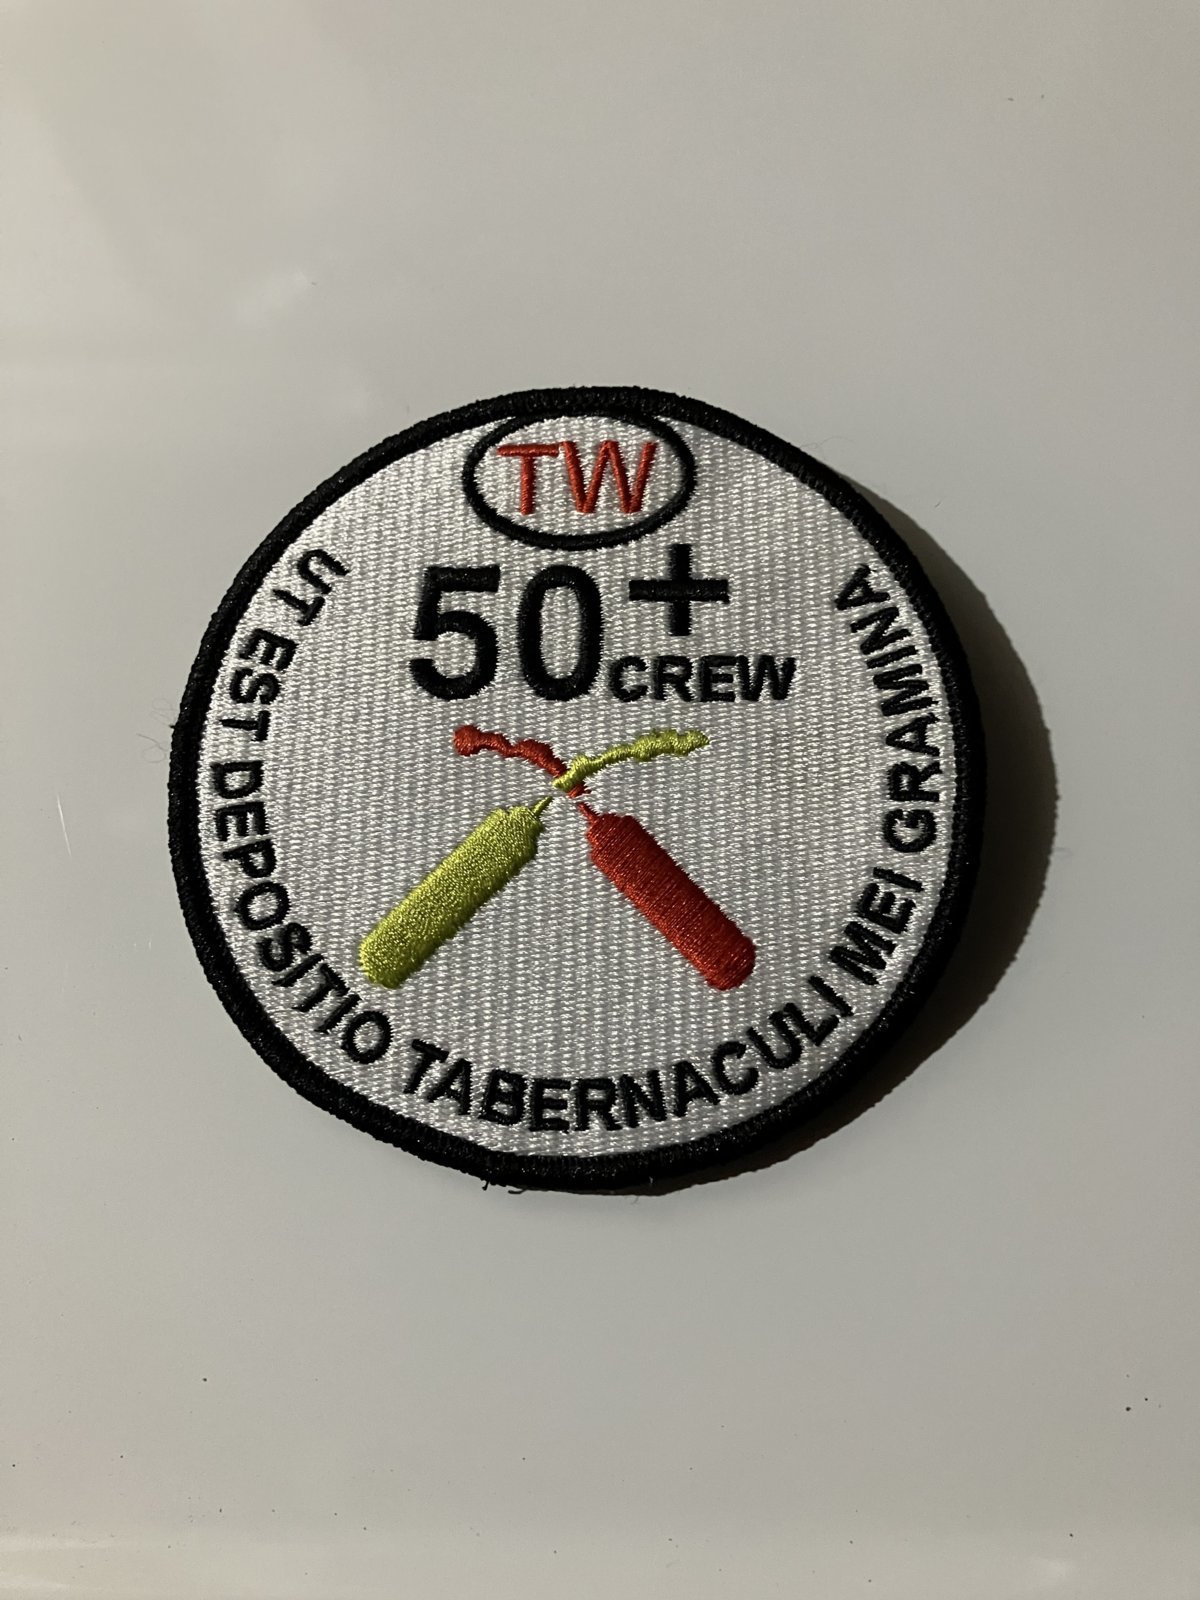 TW
50+
CREW
UT EST DEPOSITIO TABERNACULI MEI GRAMINA